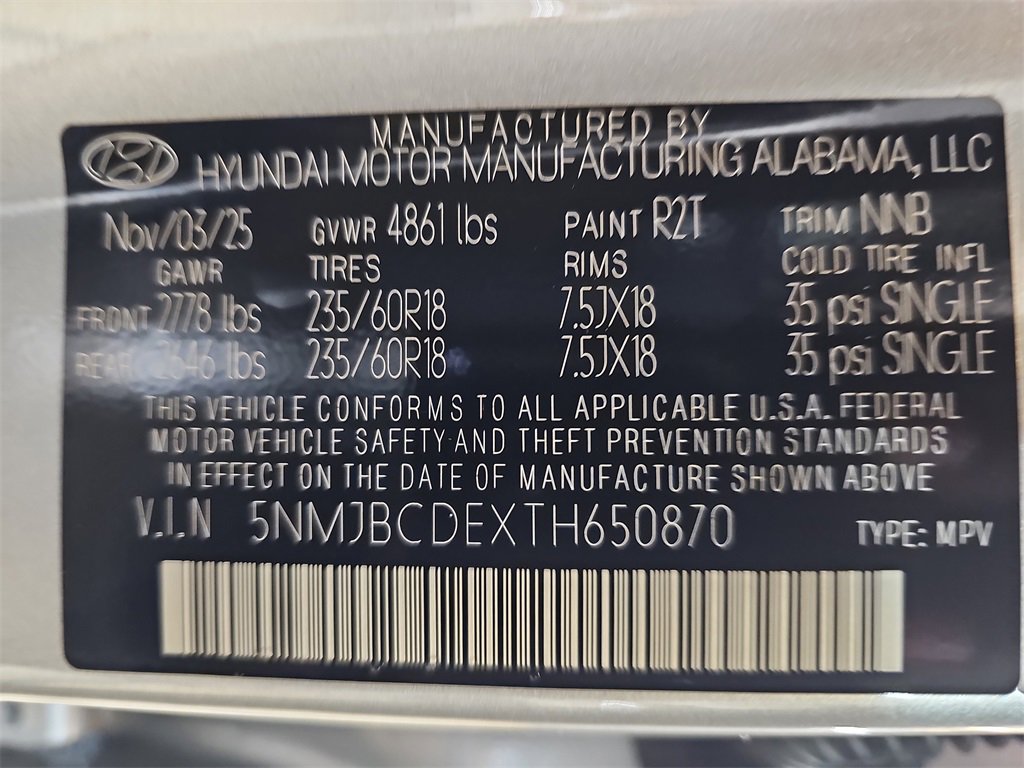 MANUFACTURED BY
HYUNDAI MOTOR MANUFACTURING ALABAMA, LLC
Nov/03/25 GVWR 4861 lbs PAINT R2T TRIM NNB
GAWR TIRES RIMS COLD TIRE INFL
FRONT 2778 lbs 235/60R18 7.5JX18 35 psi SINGLE
REAR 2646 lbs 235/60R18 7.5JX18 35 psi SINGLE
THIS VEHICLE CONFORMS TO ALL APPLICABLE U.S.A. FEDERAL
MOTOR VEHICLE SAFETY AND THEFT PREVENTION STANDARDS
IN EFFECT ON THE DATE OF MANUFACTURE SHOWN ABOVE
V.I.N 5NMJBCDEXTH650870 TYPE: MPV